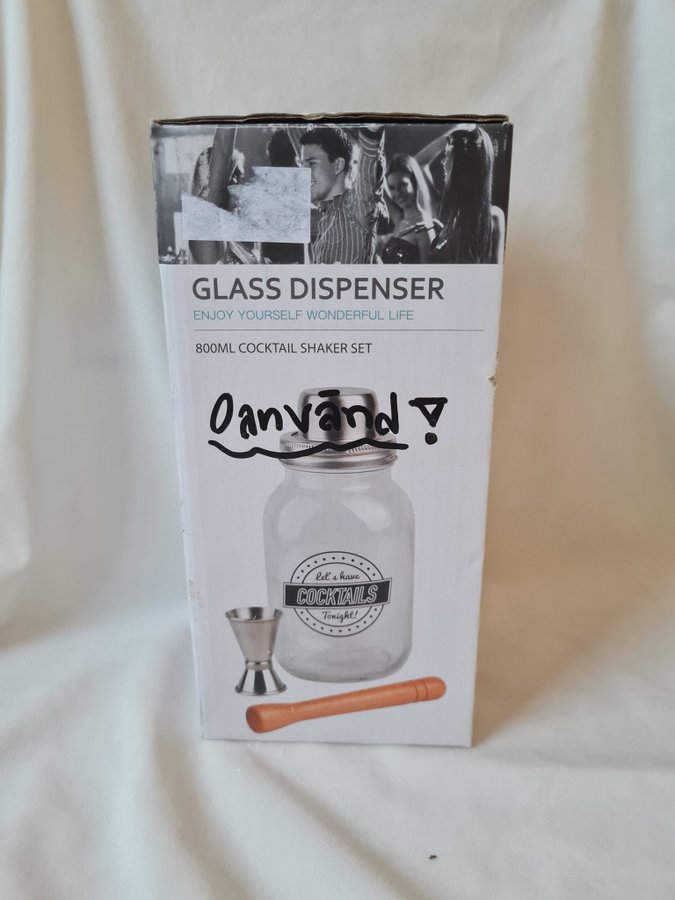 GLASS DISPENSER
ENJOY YOURSELF WONDERFUL LIFE
800ML COCKTAIL SHAKER SET
Oanvänd!
let's have
COCKTAILS
Tonight!